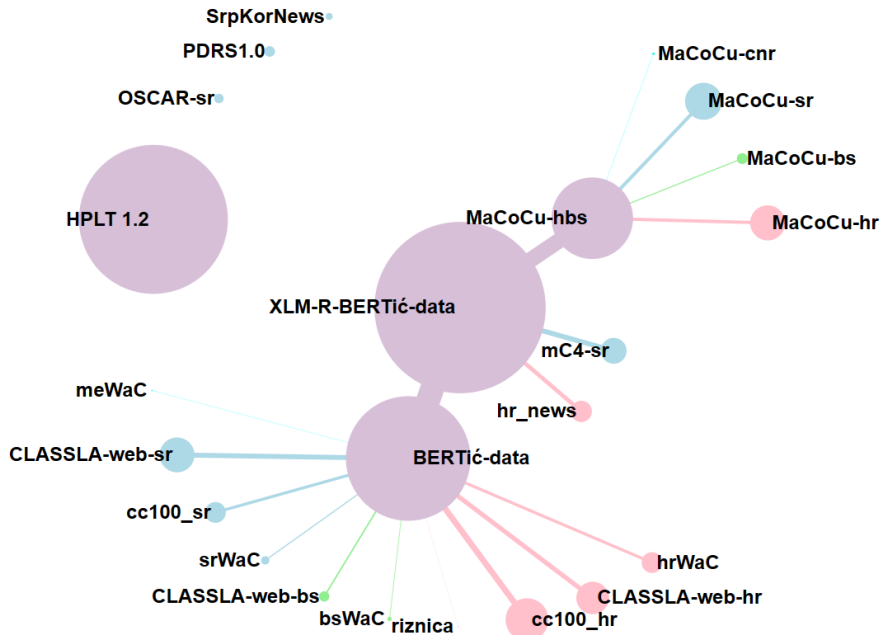 SrpKorNews
PDRS1.0
MaCoCu-cnr
OSCAR-sr
MaCoCu-sr
MaCoCu-bs
HPLT 1.2
MaCoCu-hbs
MaCoCu-hr
XLM-R-BERTić-data
mC4-sr
meWaC
hr_news
CLASSLA-web-sr
BERTić-data
cc100_sr
srWaC
hrWaC
CLASSLA-web-bs
CLASSLA-web-hr
bsWaC
riznica
cc100_hr